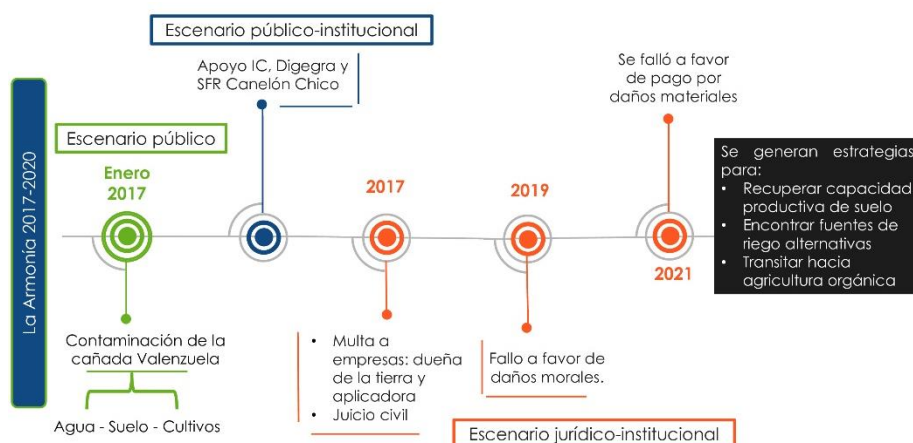 La Armonía 2017-2020
Escenario público-institucional
Apoyo IC, Digegra y
SFR Canelón Chico
Escenario público
Enero
2017
Contaminación de la
cañada Valenzuela
Agua - Suelo - Cultivos
2017
• Multa a
empresas: dueña
de la tierra y
aplicadora
• Juicio civil
2019
Fallo a favor de
daños morales.
Escenario jurídico-institucional
Se falló a favor
de pago por
daños materiales
2021
Se generan estrategias
para:
• Recuperar capacidad
productiva de suelo
• Encontrar fuentes de
riego alternativas
• Transitar hacia
agricultura orgánica